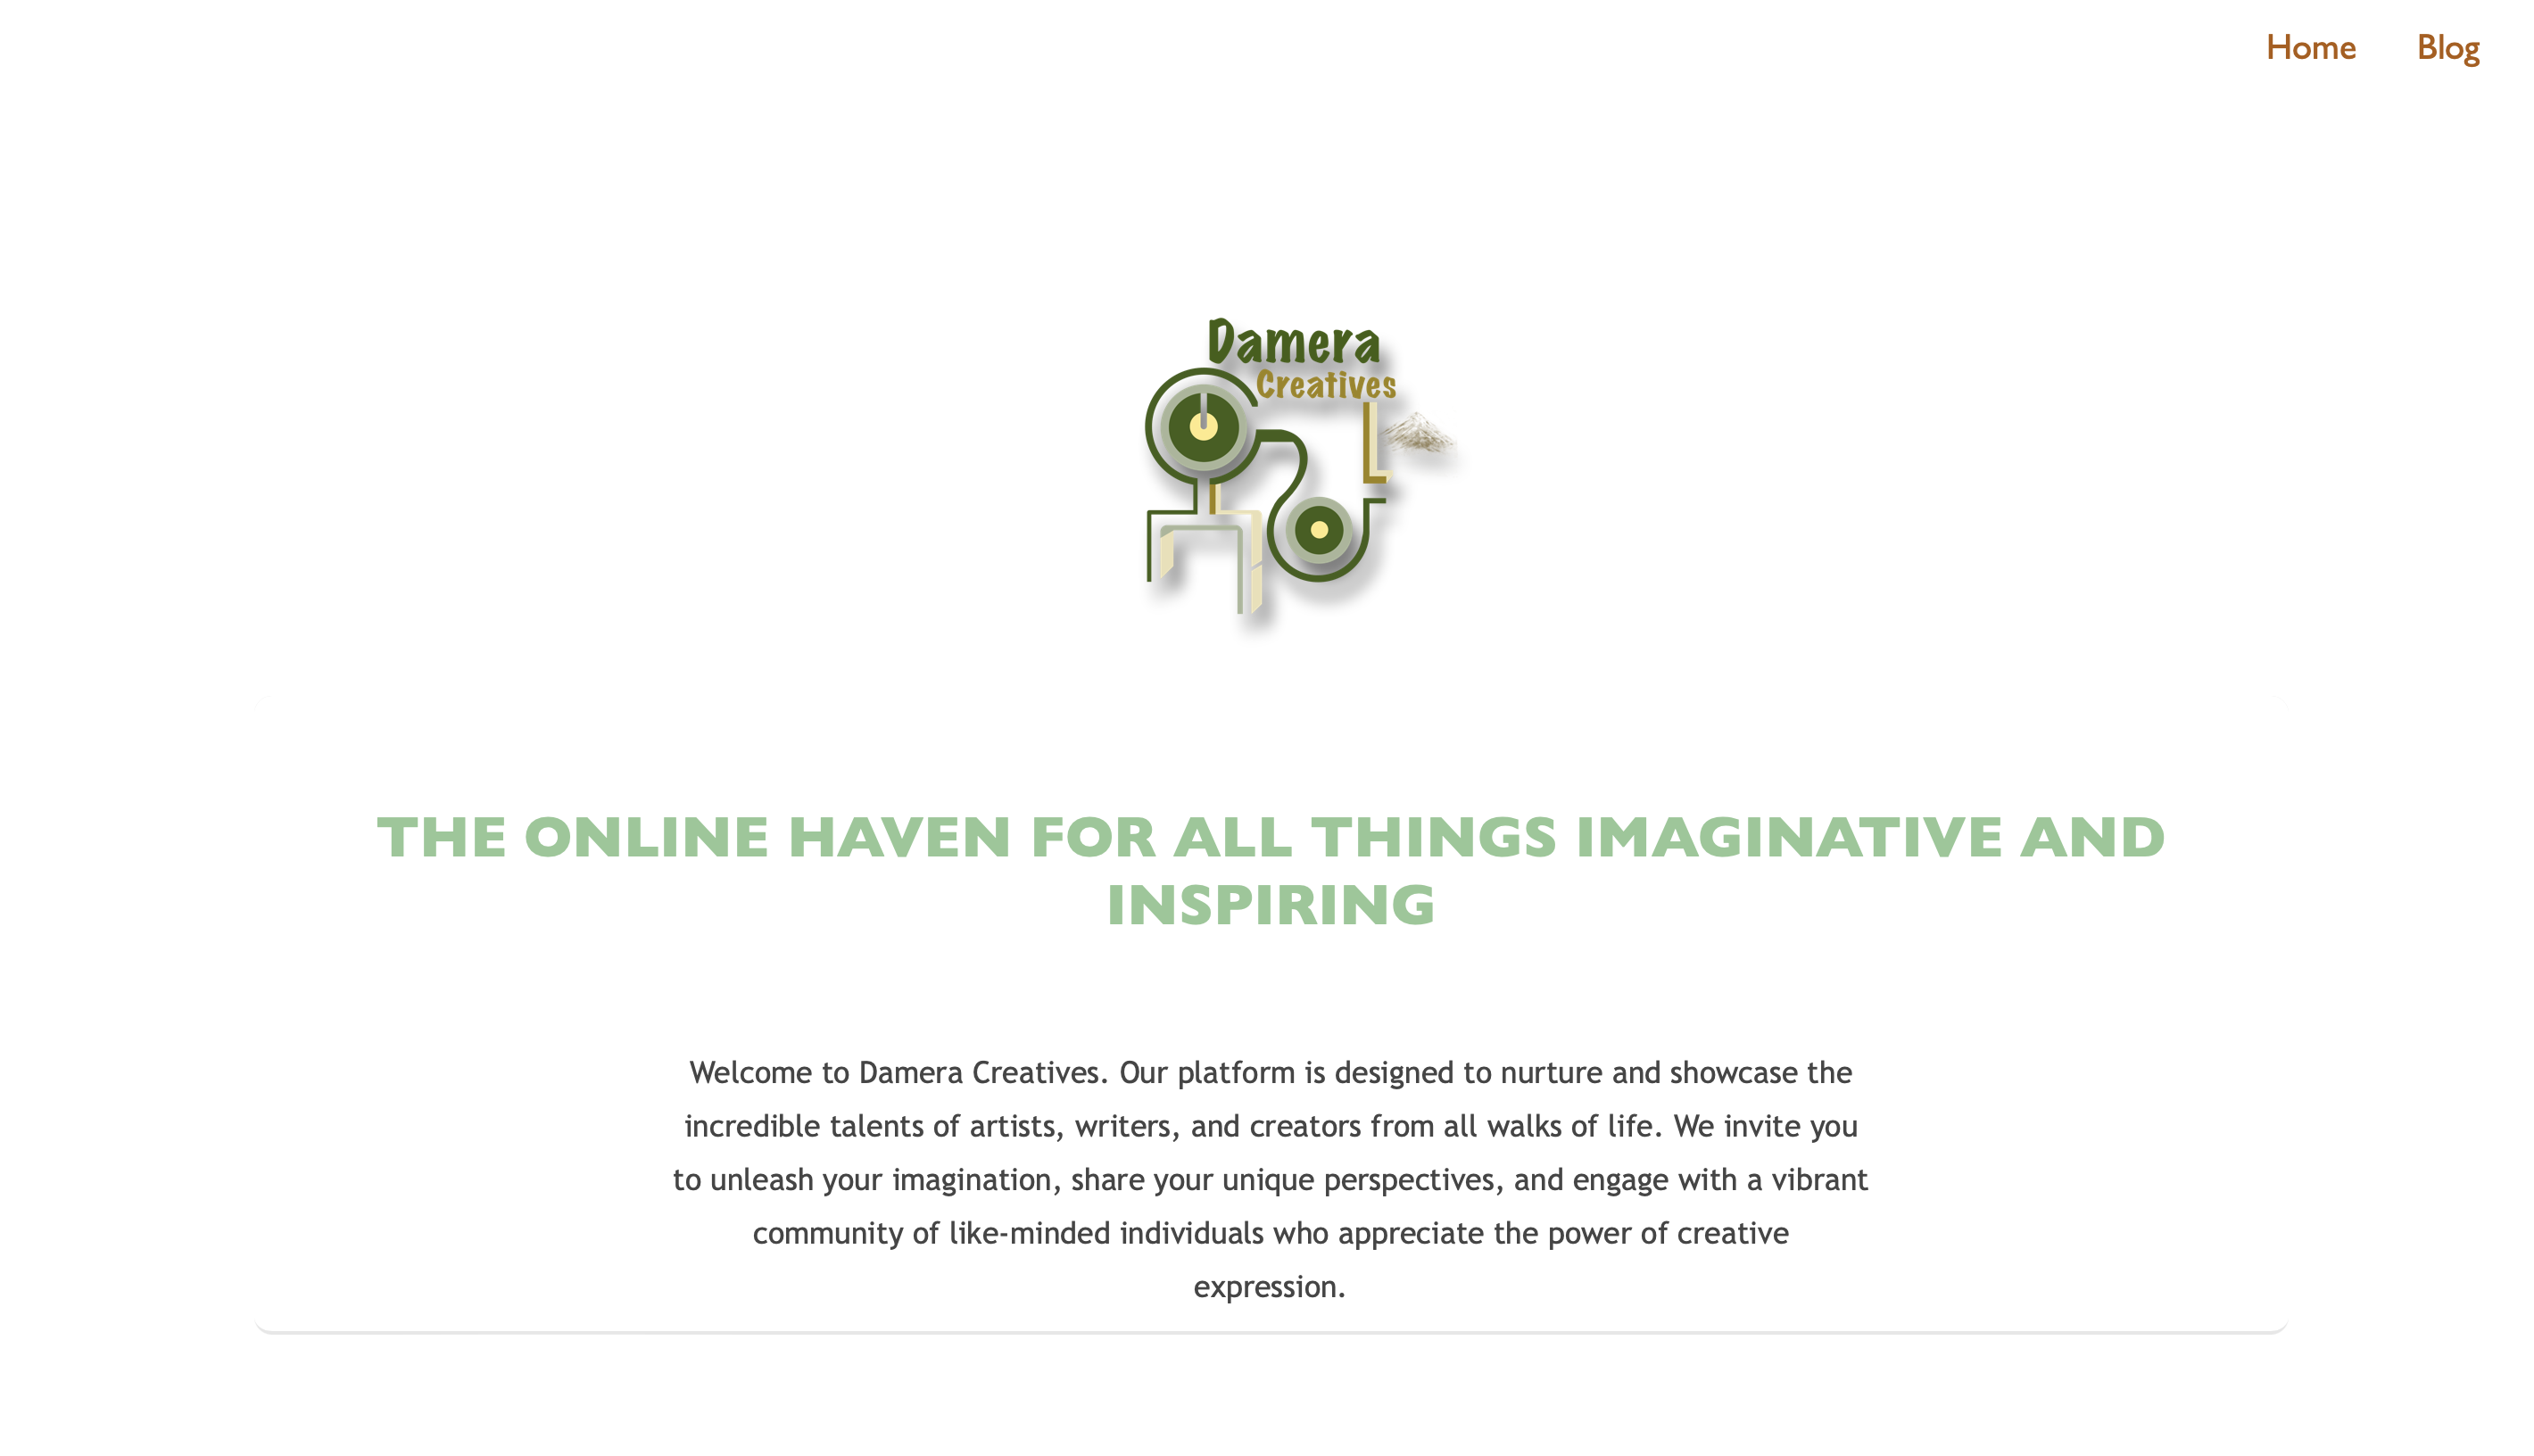 Home Blog
Damera
Creatives
THE ONLINE HAVEN FOR ALL THINGS IMAGINATIVE AND
INSPIRING
Welcome to Damera Creatives. Our platform is designed to nurture and showcase the
incredible talents of artists, writers, and creators from all walks of life. We invite you
to unleash your imagination, share your unique perspectives, and engage with a vibrant
community of like-minded individuals who appreciate the power of creative
expression.